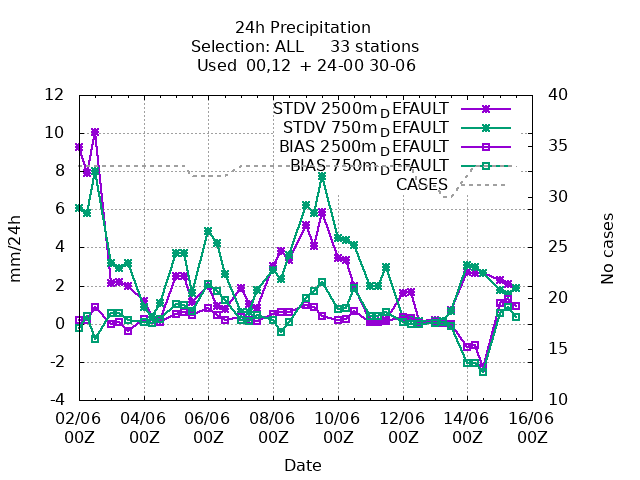 24h Precipitation
Selection: ALL 33 stations
Used 00,12 + 24-00 30-06
12 40
STDV 2500m_DEFAULT
10 35
STDV 750m_DEFAULT
BIAS 2500m_DEFAULT
8 BIAS 750m_DEFAULT
CASES 30
6
4 25
2 20
0
-2 15
-4 10
mm/24h
No cases
02/06 04/06 06/06 08/06 10/06 12/06 14/06 16/06
00Z 00Z 00Z 00Z 00Z 00Z 00Z 00Z
Date